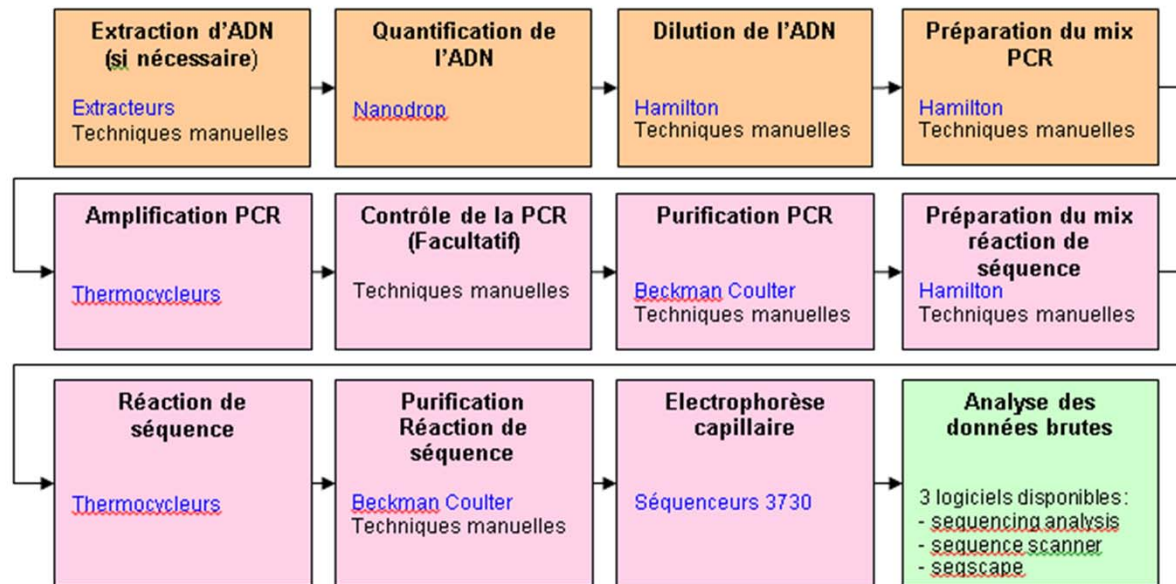 Extraction d'ADN
(si nécessaire)
Extracteurs
Techniques manuelles
Quantification de
l'ADN
Nanodrop
Dilution de l'ADN
Hamilton
Techniques manuelles
Préparation du mix
PCR
Hamilton
Techniques manuelles
Amplification PCR
Thermocycleurs
Contrôle de la PCR
(Facultatif)
Techniques manuelles
Purification PCR
Beckman Coulter
Techniques manuelles
Préparation du mix
réaction de
séquence
Hamilton
Techniques manuelles
Réaction de
séquence
Thermocycleurs
Purification
Réaction de
séquence
Beckman Coulter
Techniques manuelles
Electrophorèse
capillaire
Séquenceurs 3730
Analyse des
données brutes
3 logiciels disponibles:
- sequencing analysis
- sequence scanner
- seqscape